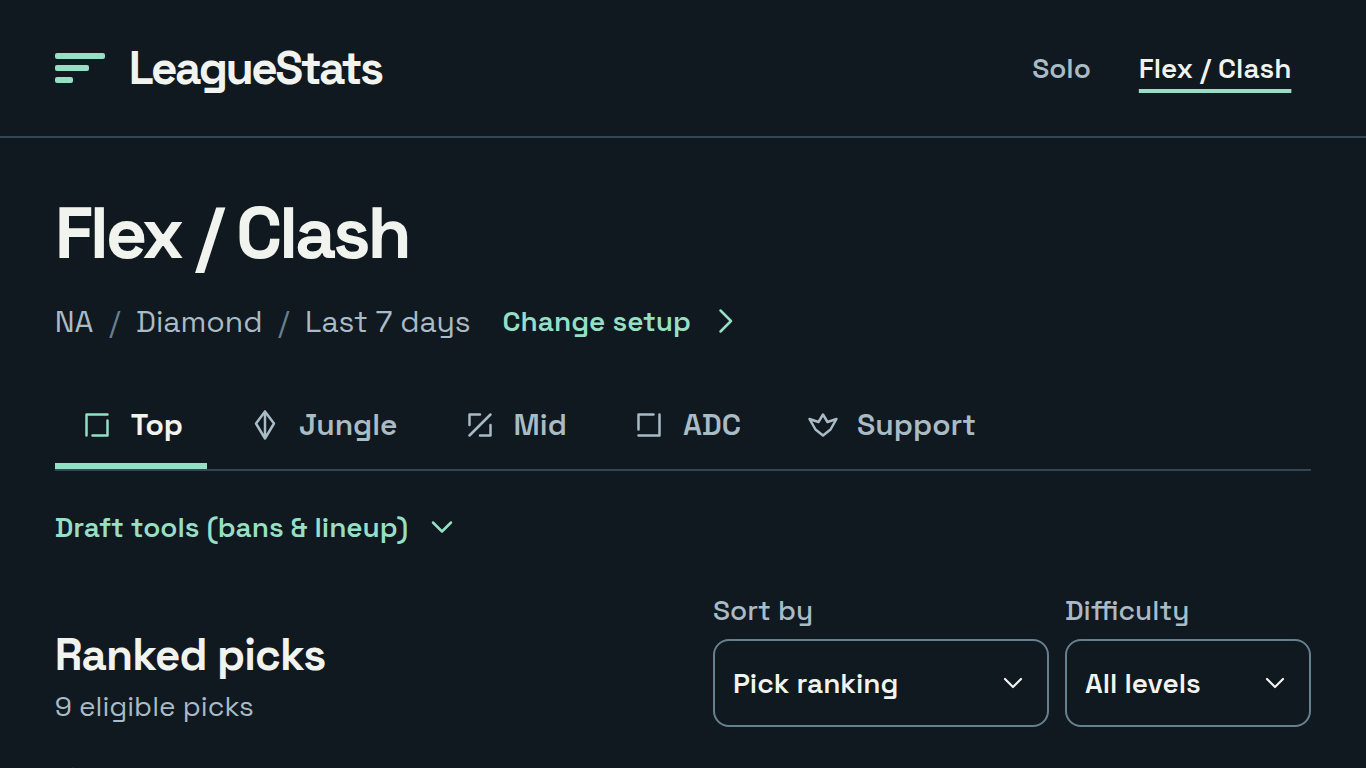 LeagueStats
Solo
Flex / Clash
Flex / Clash
NA / Diamond / Last 7 days
Change setup
Top
Jungle
Mid
ADC
Support
Draft tools (bans & lineup)
Sort by
Difficulty
Ranked picks
Pick ranking
All levels
9 eligible picks